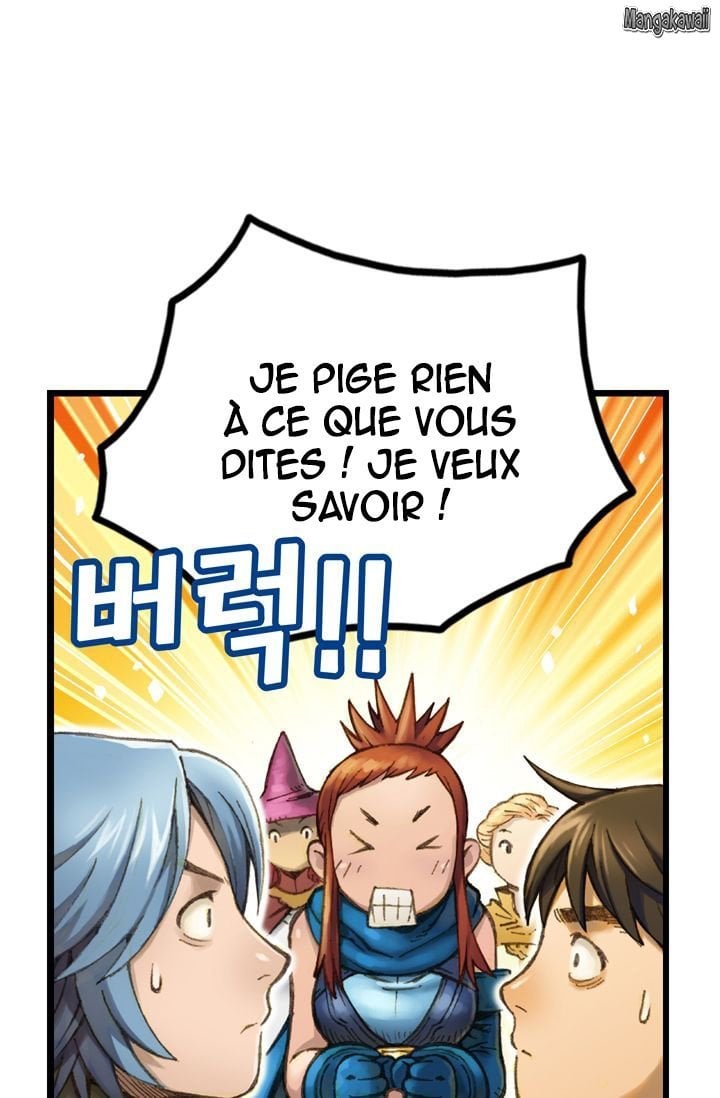 Mangakawaii
JE PIGE RIEN
À CE QUE VOUS
DITES ! JE VEUX
SAVOIR !
버럭!!